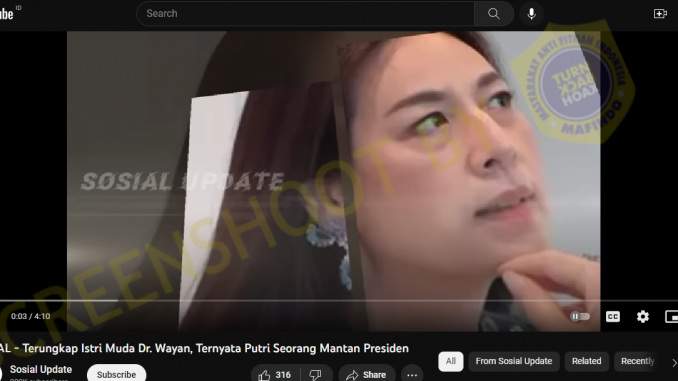 ube ID
Search
TURN
BACK
HOAX
MASYARAKAT ANTI FITNAH INDONESIA
MAFINDO
SOSIAL UPDATE
CREENSHOOT B
0:03 / 4:10
CC
AL - Terungkap Istri Muda Dr. Wayan, Ternyata Putri Seorang Mantan Presiden
All
From Sosial Update
Related
Recently
Sosial Update
Subscribe
316
Share